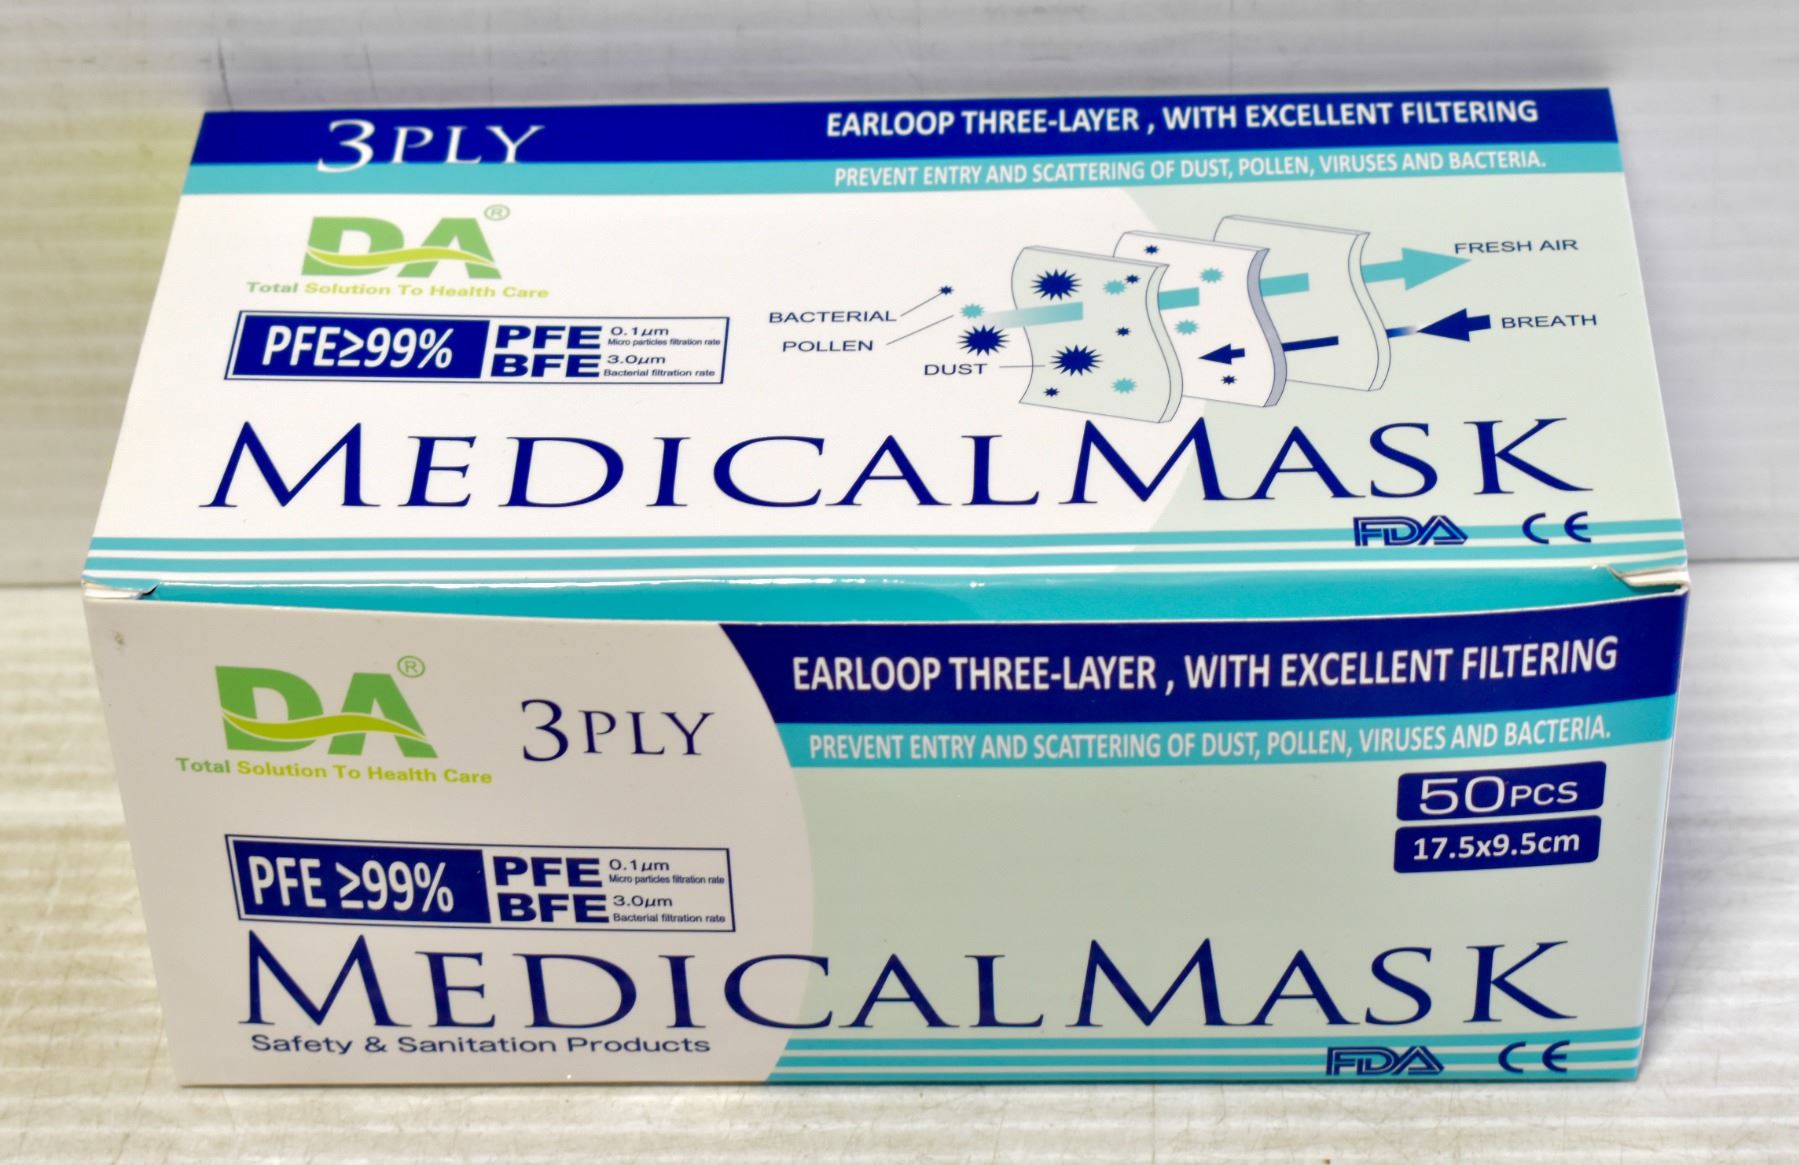 3PLY
EARLOOP THREE-LAYER , WITH EXCELLENT FILTERING
PREVENT ENTRY AND SCATTERING OF DUST, POLLEN, VIRUSES AND BACTERIA.
DA®
Total Solution To Health Care
PFE≥99%
PFE 0.1μm
Micro particles filtration rate
BFE 3.0μm
Bacterial filtration rate
BACTERIAL
POLLEN
DUST
FRESH AIR
BREATH
MEDICAL MASK
FDA CE
DA®
Total Solution To Health Care
3PLY
EARLOOP THREE-LAYER , WITH EXCELLENT FILTERING
PREVENT ENTRY AND SCATTERING OF DUST, POLLEN, VIRUSES AND BACTERIA.
50PCS
17.5x9.5cm
PFE ≥99%
PFE 0.1μm
Micro particles filtration rate
BFE 3.0μm
Bacterial filtration rate
MEDICAL MASK
Safety & Sanitation Products
FDA CE